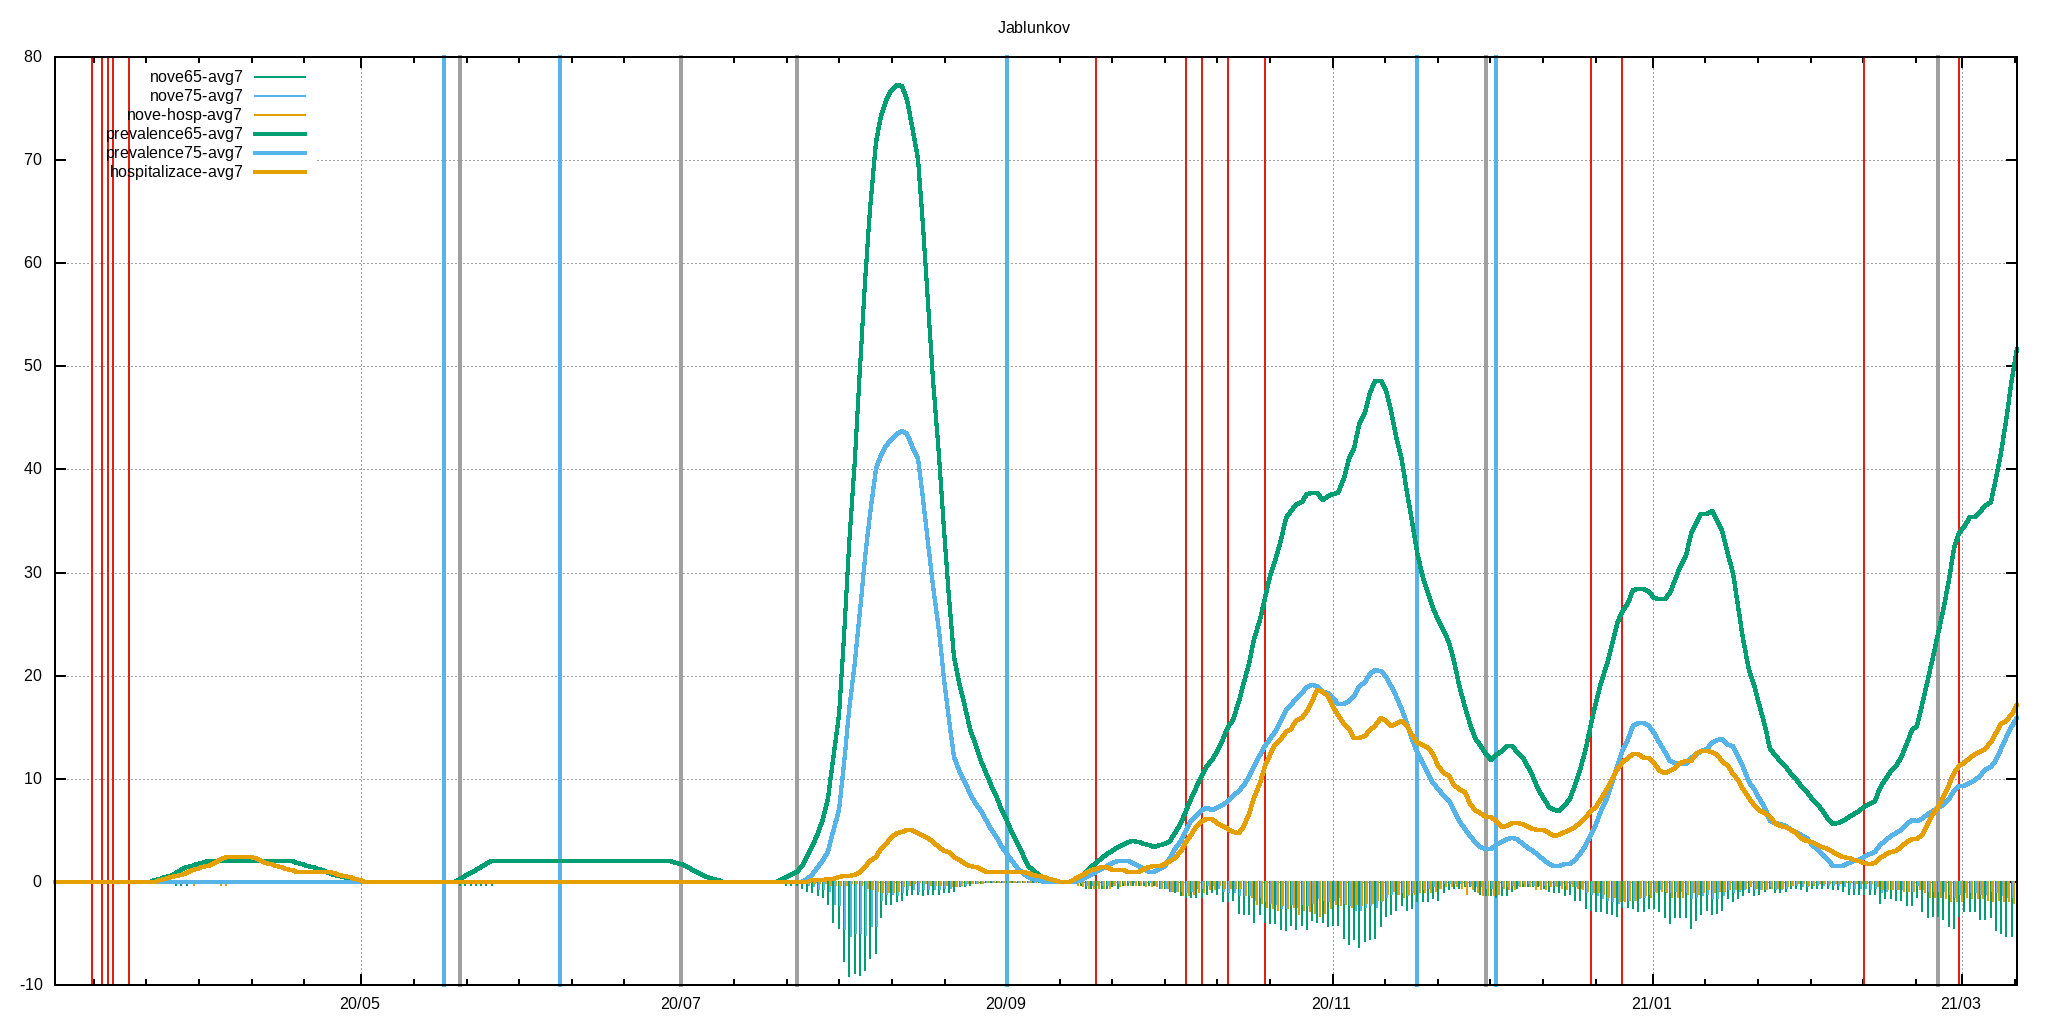 Jablunkov
80
nove65-avg7
nove75-avg7
nove-hosp-avg7
prevalence65-avg7
prevalence75-avg7
hospitalizace-avg7
70
60
50
40
30
20
10
0
-10
20/05 20/07 20/09 20/11 21/01 21/03